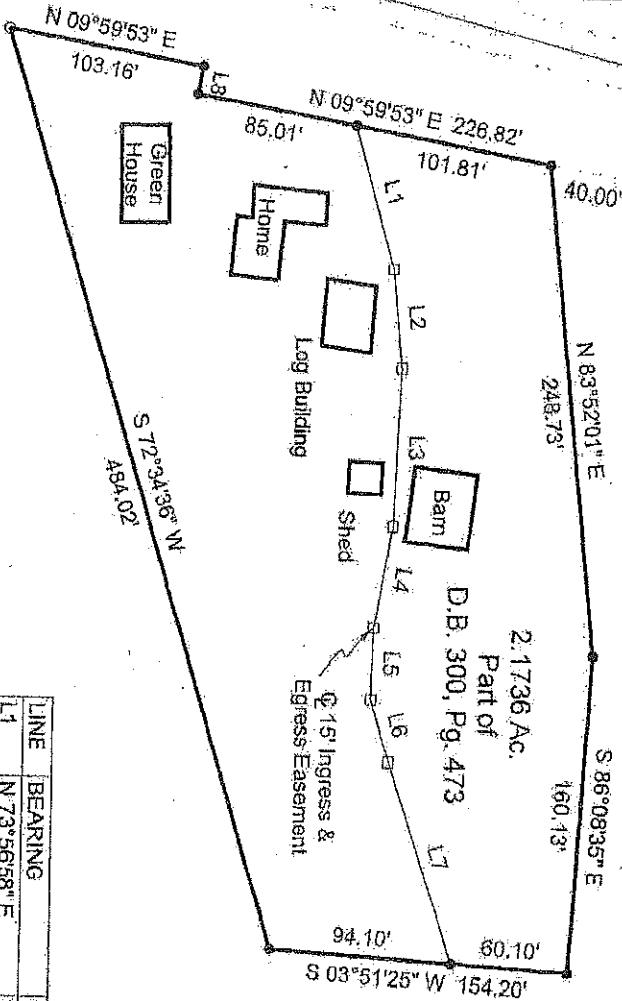 N 09°59'53" E
103.16'
L8
N 09°59'53" E 226.82'
85.01'
101.81'
40.00'
N 83°52'01" E
248.73'
S 86°08'35" E
160.13'
Green
House
Home
Log Building
Shed
Barn
L1
L2
L3
L4
L5
L6
L7
2.1736 Ac.
Part of
D.B. 300, Pg. 473
℄ 15' Ingress &
Egress Easement
S 72°34'36" W
484.02'
94.10'
60.10'
S 03°51'25" W 154.20'
LINE BEARING
L1 N 73°56'58" E